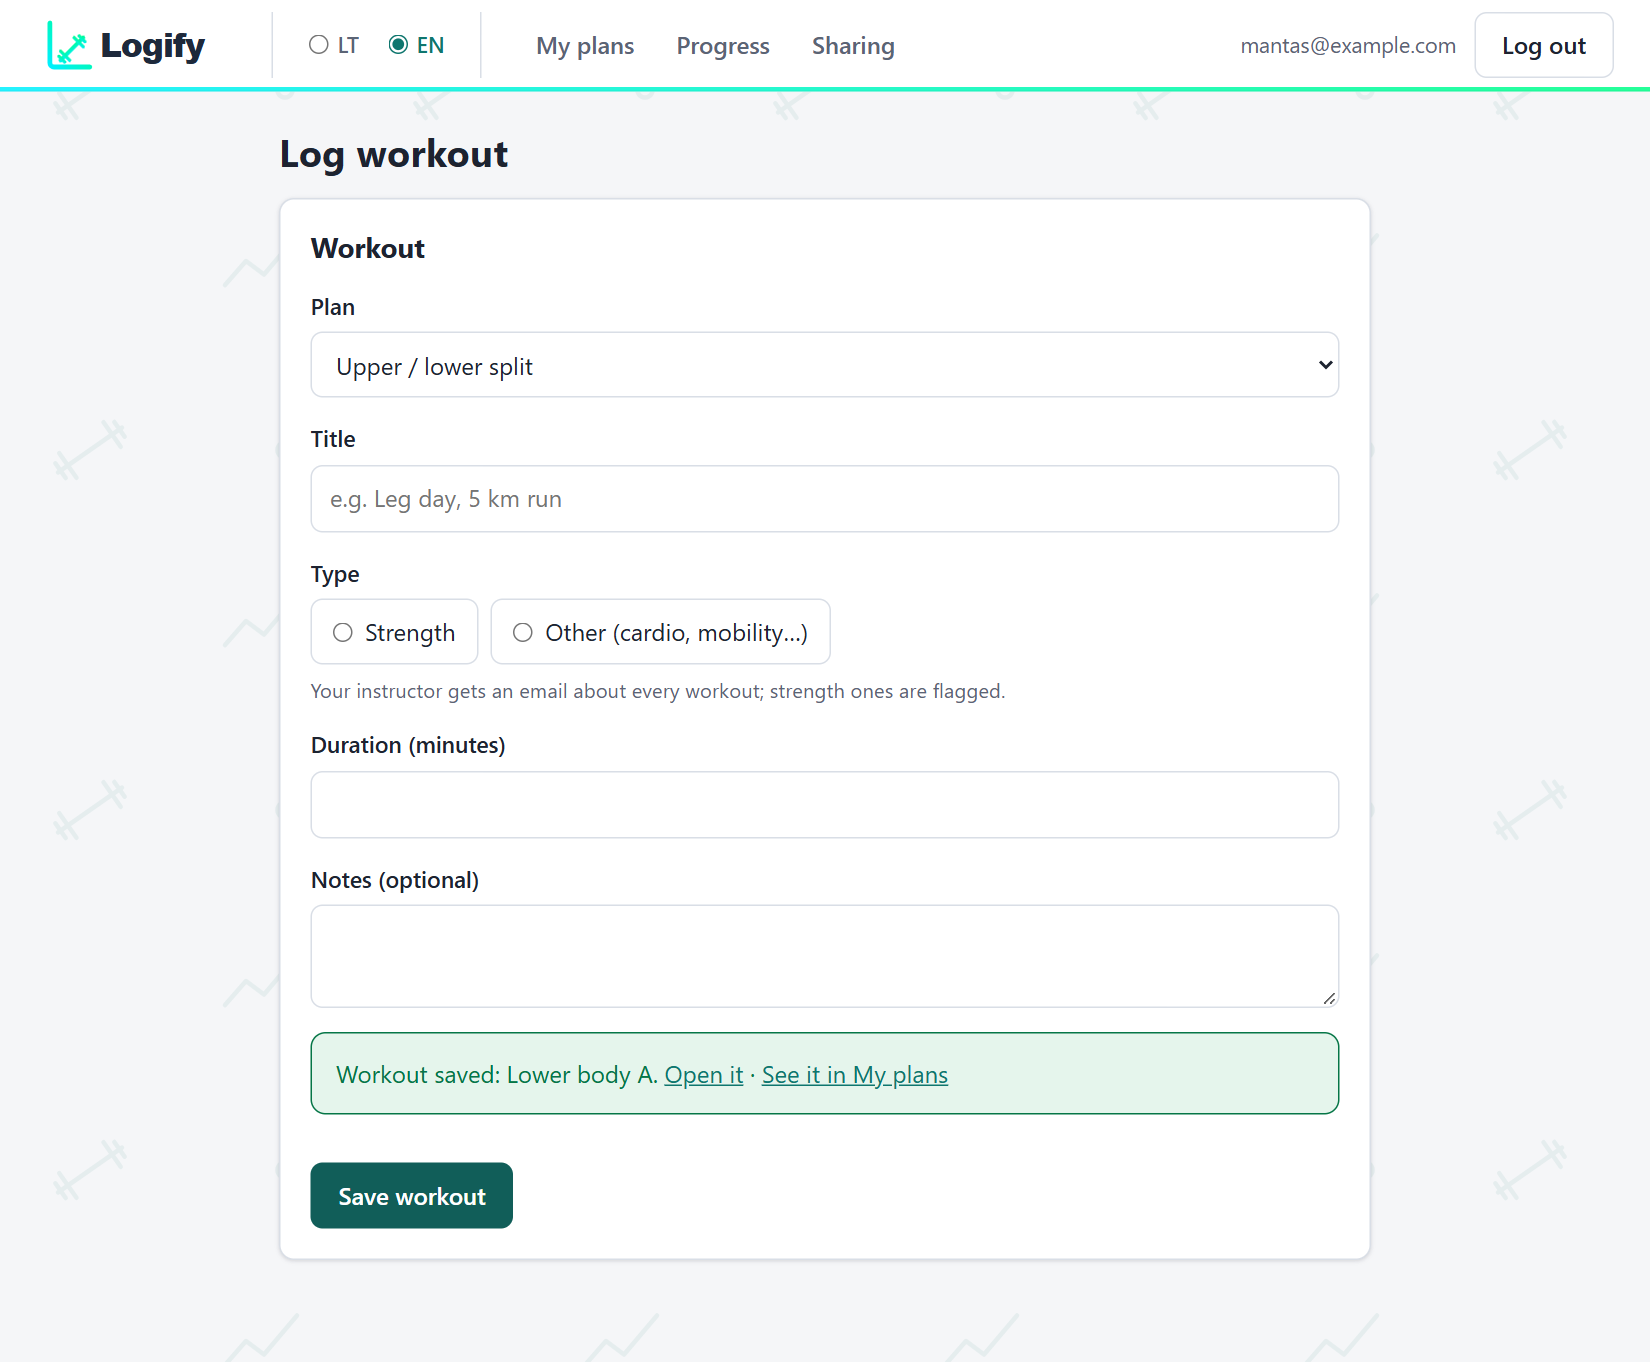 Logify
LT
EN
My plans
Progress
Sharing
mantas@example.com
Log out
Log workout
Workout
Plan
Upper / lower split
Title
e.g. Leg day, 5 km run
Type
Strength
Other (cardio, mobility...)
Your instructor gets an email about every workout; strength ones are flagged.
Duration (minutes)
Notes (optional)
Workout saved: Lower body A. Open it · See it in My plans
Save workout